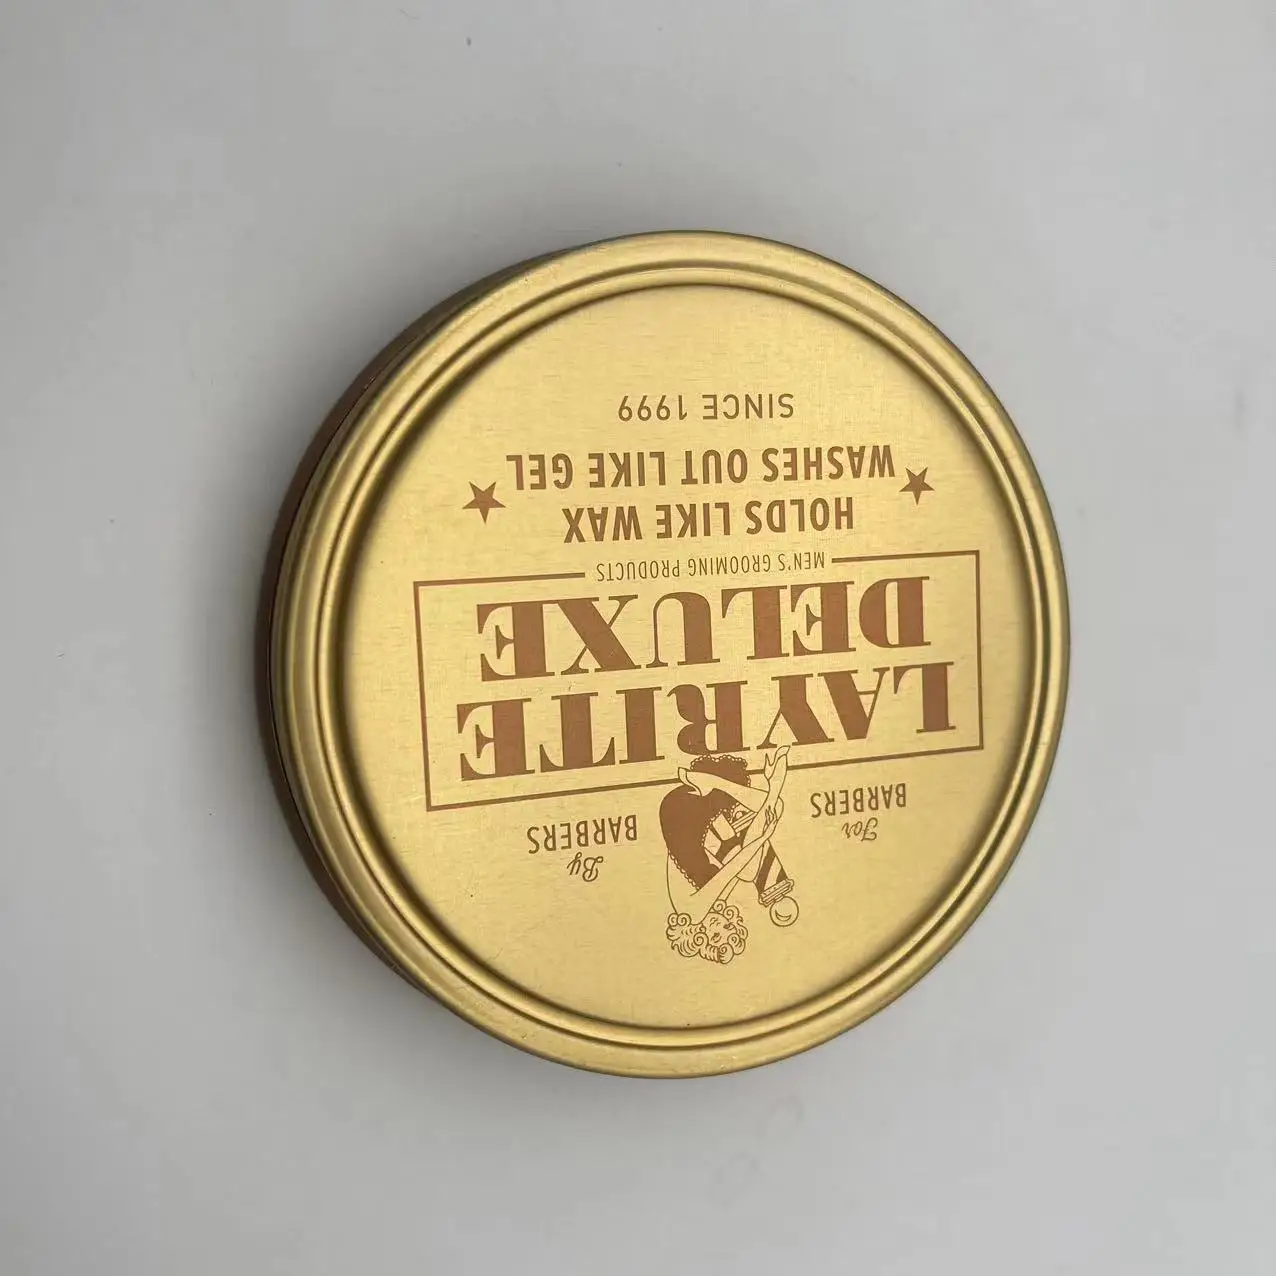 For By
BARBERS BARBERS
LAYRITE
DELUXE
MEN'S GROOMING PRODUCTS
HOLDS LIKE WAX
WASHES OUT LIKE GEL
SINCE 1999